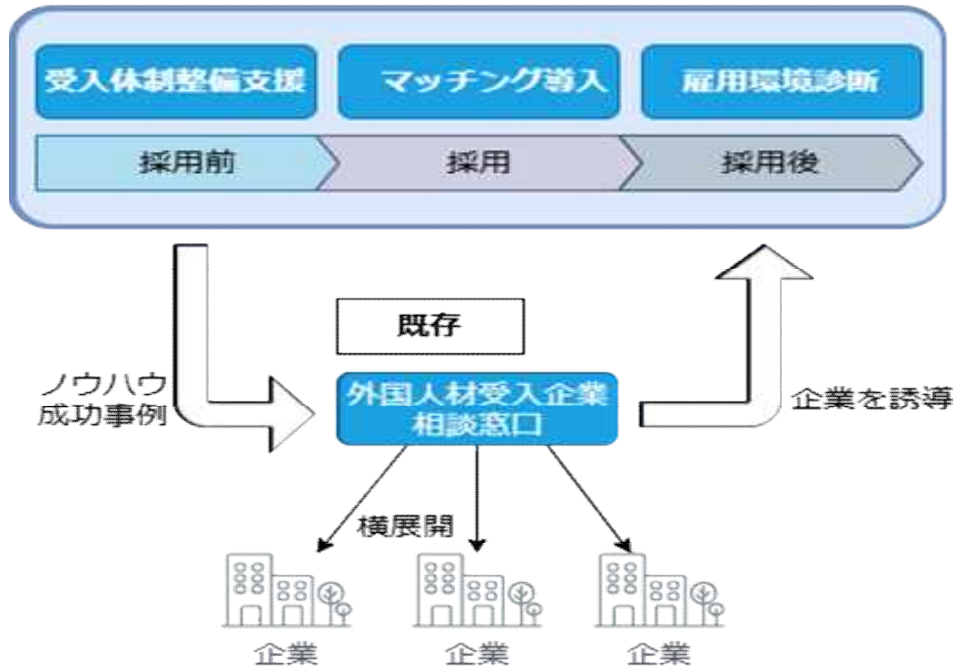 受入体制整備支援
マッチング導入
雇用環境診断
採用前
採用
採用後
既存
ノウハウ
成功事例
外国人材受入企業
相談窓口
企業を誘導
横展開
企業
企業
企業